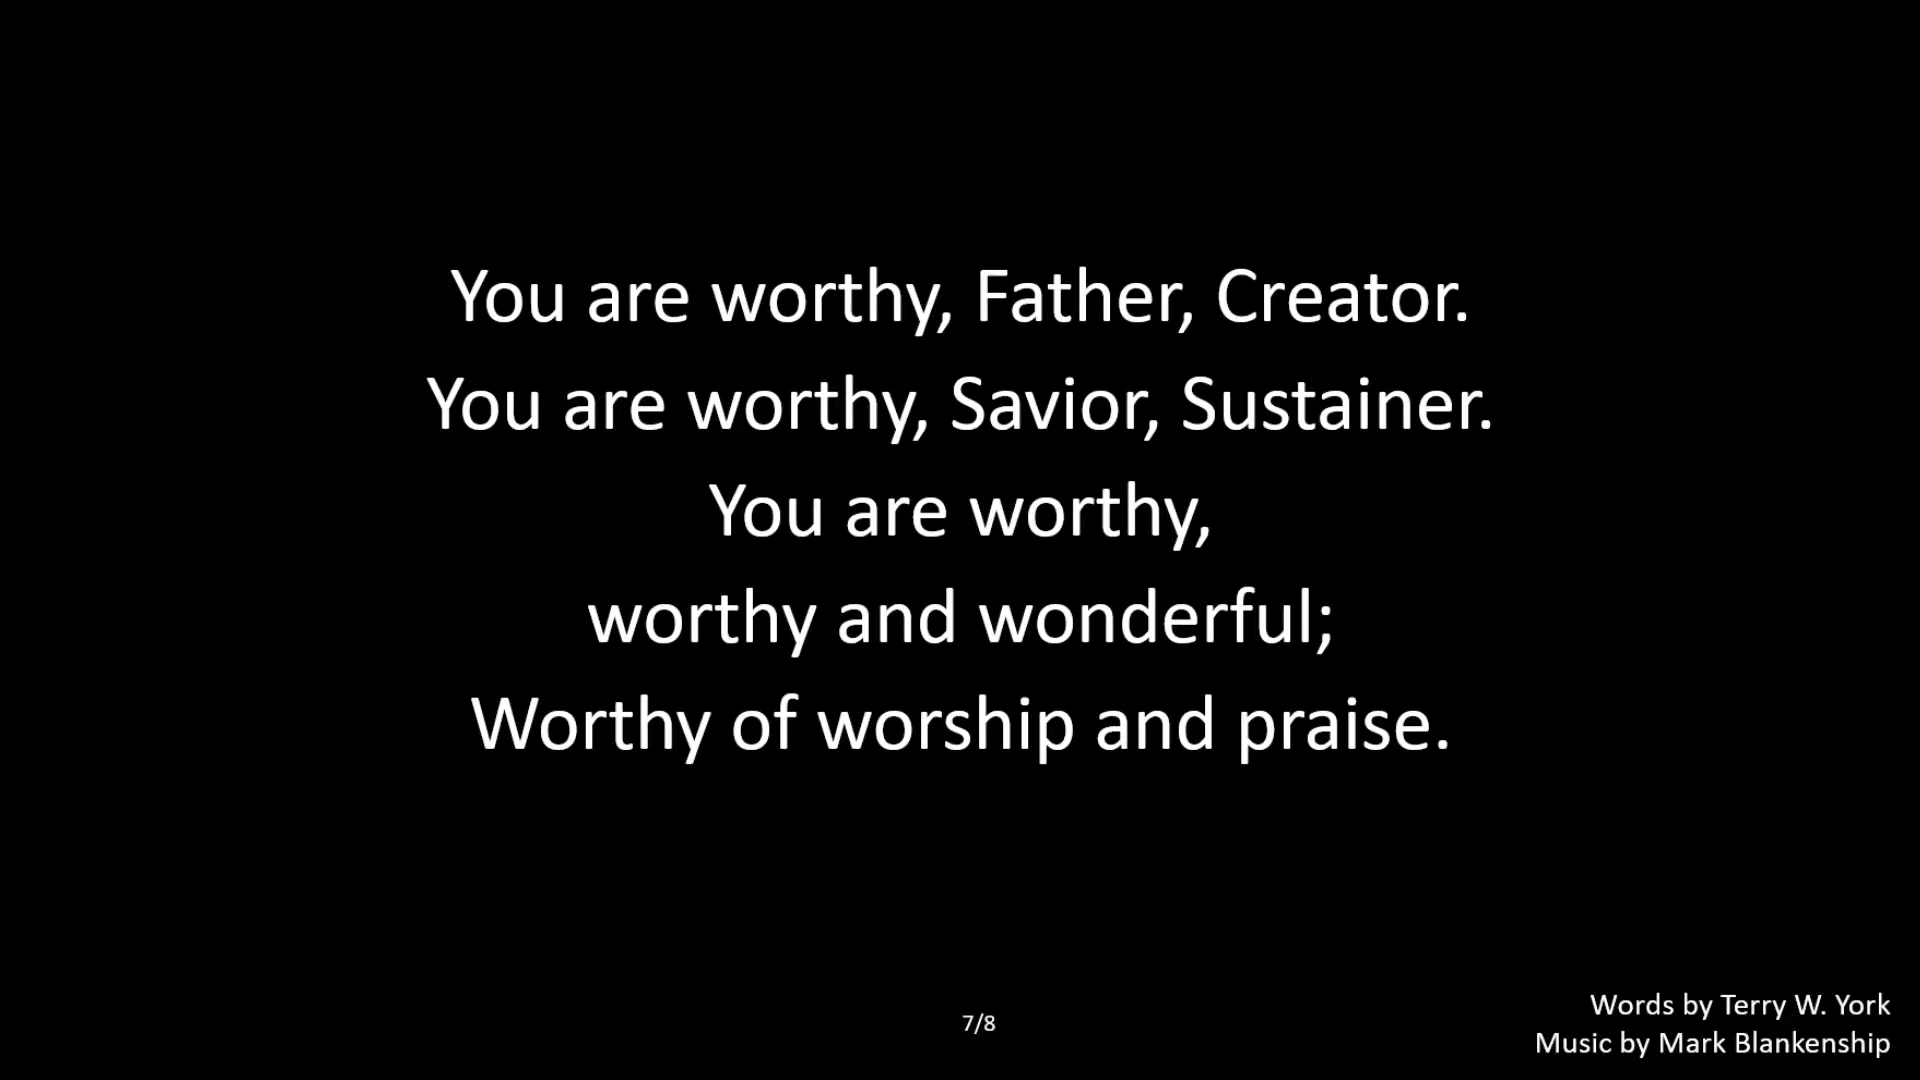 You are worthy, Father, Creator.
You are worthy, Savior, Sustainer.
You are worthy,
worthy and wonderful;
Worthy of worship and praise.
7/8
Words by Terry W. York
Music by Mark Blankenship